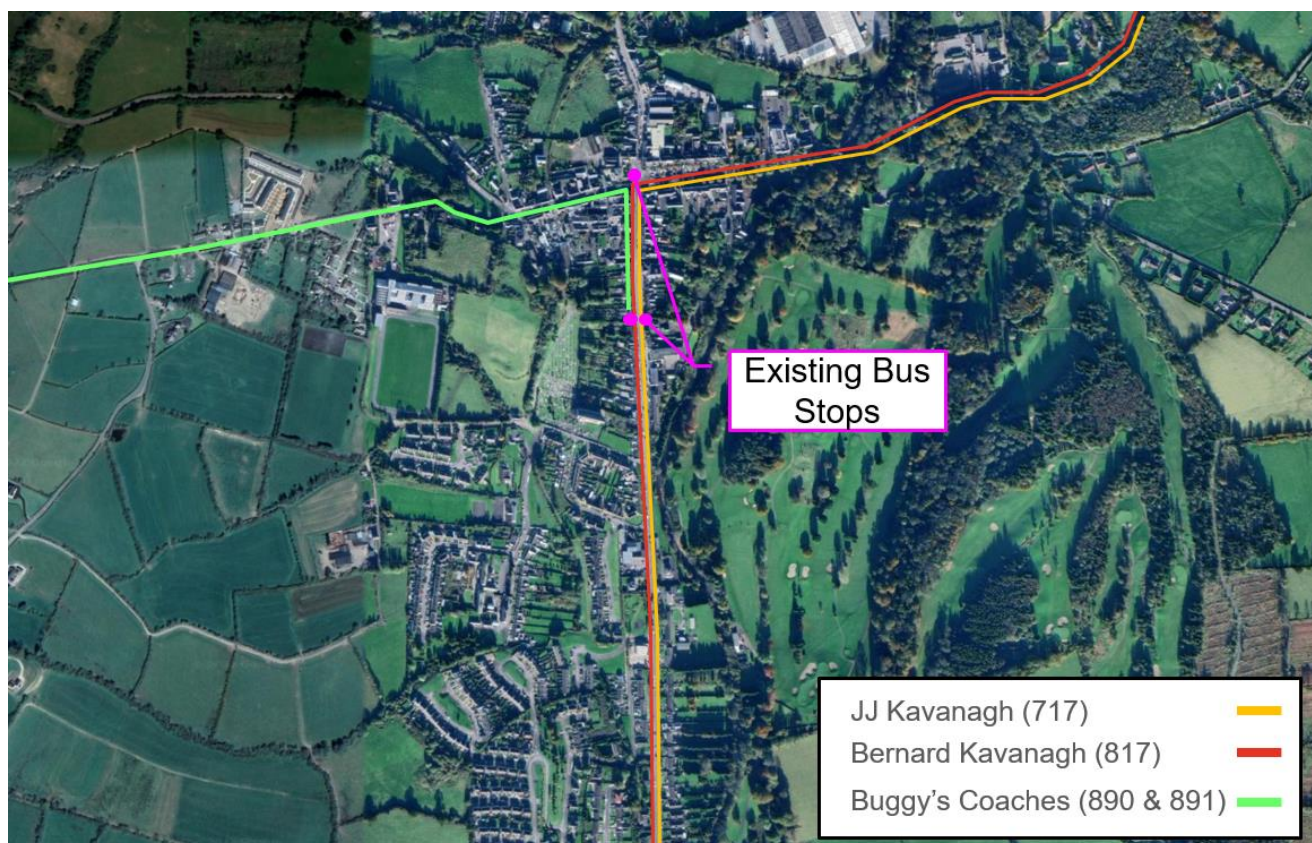 Existing Bus
Stops
JJ Kavanagh (717)
Bernard Kavanagh (817)
Buggy's Coaches (890 & 891)